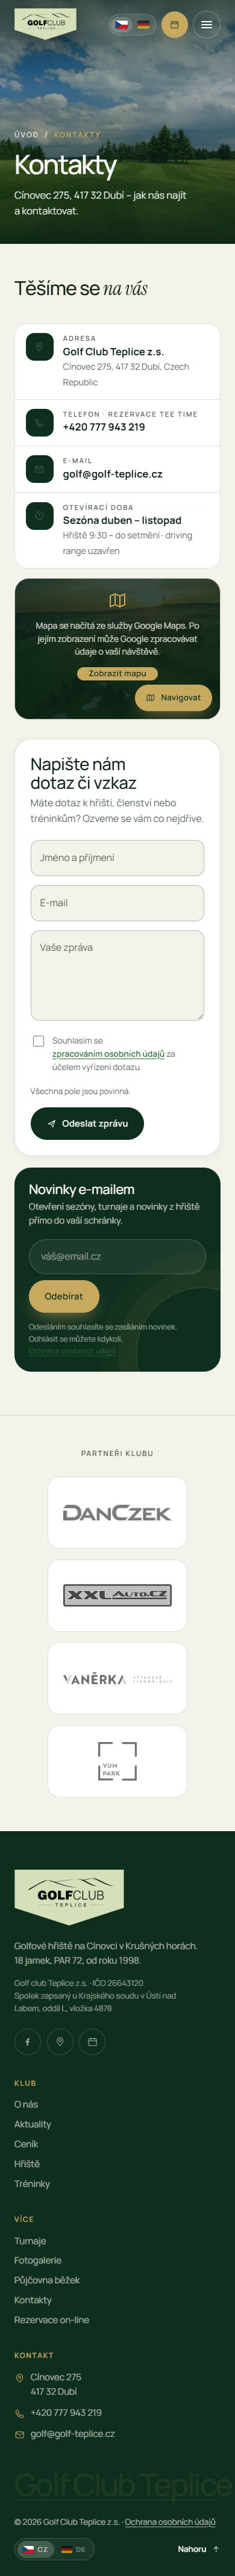 GOLFCLUB
TEPLICE
ÚVOD / KONTAKTY
Kontakty
Cínovec 275, 417 32 Dubí – jak nás najít
a kontaktovat.
Těšíme se na vás
ADRESA
Golf Club Teplice z.s.
Cínovec 275, 417 32 Dubí, Czech
Republic
TELEFON · REZERVACE TEE TIME
+420 777 943 219
E-MAIL
golf@golf-teplice.cz
OTEVÍRACÍ DOBA
Sezóna duben – listopad
Hřiště 9:30 – do setmění · driving
range uzavřen
Mapa se načítá ze služby Google Maps. Po
jejím zobrazení může Google zpracovávat
údaje o vaší návštěvě.
Zobrazit mapu
Navigovat
Napište nám
dotaz či vzkaz
Máte dotaz k hřišti, členství nebo
tréninkům? Ozveme se vám co nejdříve.
Jméno a příjmení
E-mail
Vaše zpráva
Souhlasím se
zpracováním osobních údajů za
účelem vyřízení dotazu.
Všechna pole jsou povinná.
Odeslat zprávu
Novinky e-mailem
Otevření sezóny, turnaje a novinky z hřiště
přímo do vaší schránky.
váš@email.cz
Odebírat
Odesláním souhlasíte se zasíláním novinek.
Odhlásit se můžete kdykoli.
Ochrana osobních údajů
PARTNEŘI KLUBU
DANCZEK
XXL AUTO.CZ
VANĚRKA
VUM
PARK
GOLFCLUB
TEPLICE
Golfové hřiště na Cínovci v Krušných horách.
18 jamek, PAR 72, od roku 1998.
Golf club Teplice z.s. · IČO 26643120
Spolek zapsaný u Krajského soudu v Ústí nad
Labem, oddíl L, vložka 4878
KLUB
O nás
Aktuality
Ceník
Hřiště
Tréninky
VÍCE
Turnaje
Fotogalerie
Půjčovna běžek
Kontakty
Rezervace on-line
KONTAKT
Cínovec 275
417 32 Dubí
+420 777 943 219
golf@golf-teplice.cz
Golf Club Teplice
© 2026 Golf Club Teplice z.s. · Ochrana osobních údajů
CZ DE
Nahoru